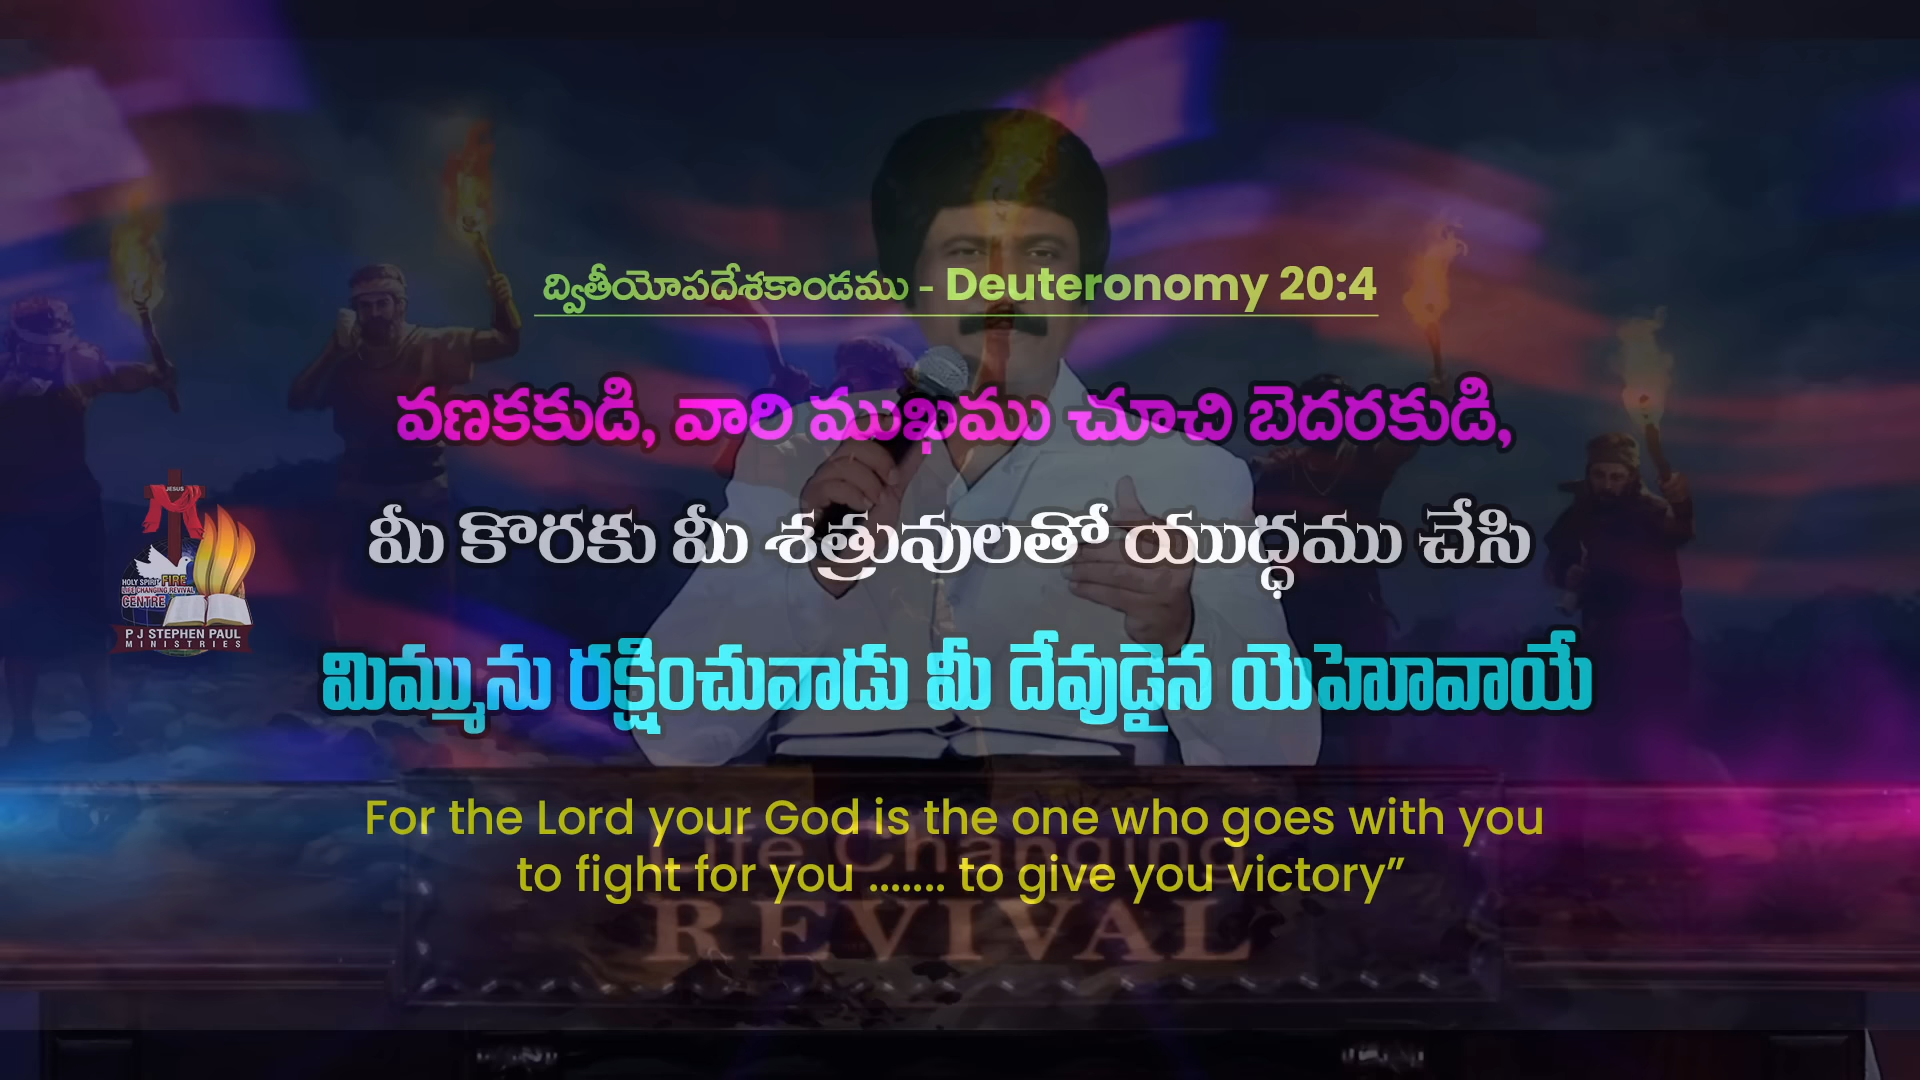 ద్వితీయోపదేశకాండము - Deuteronomy 20:4
వణకకుడి, వారి ముఖము చూచి బెదరకుడి,
మీ కొరకు మీ శత్రువులతో యుద్ధము చేసి
మిమ్మును రక్షించువాడు మీ దేవుడైన యెహోవాయే
JESUS
HOLY SPIRIT FIRE
LIFE CHANGING REVIVAL
CENTRE
P J STEPHEN PAUL
MINISTRIES
For the Lord your God is the one who goes with you
to fight for you ....... to give you victory”
Life Changing
REVIVAL